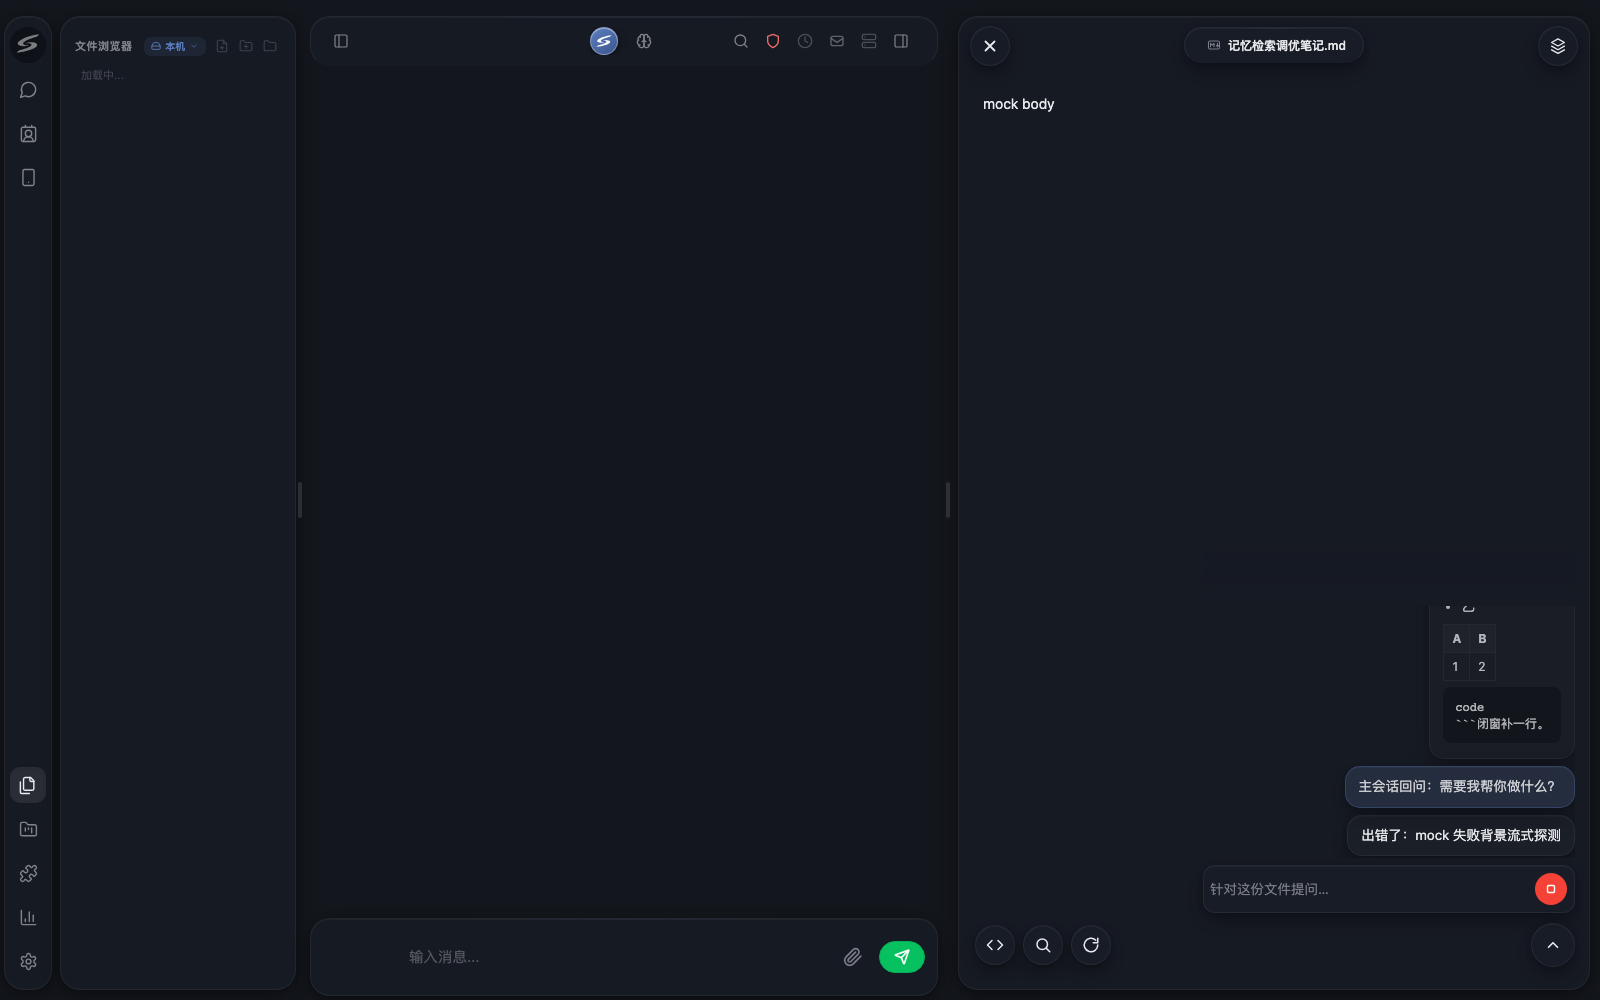 文件浏览器
本机
加载中...
输入消息...
记忆检索调优笔记.md
mock body
• 乙
A B
1 2
code
```闭窗补一行。
主会话回问：需要我帮你做什么？
出错了：mock 失败背景流式探测
针对这份文件提问...